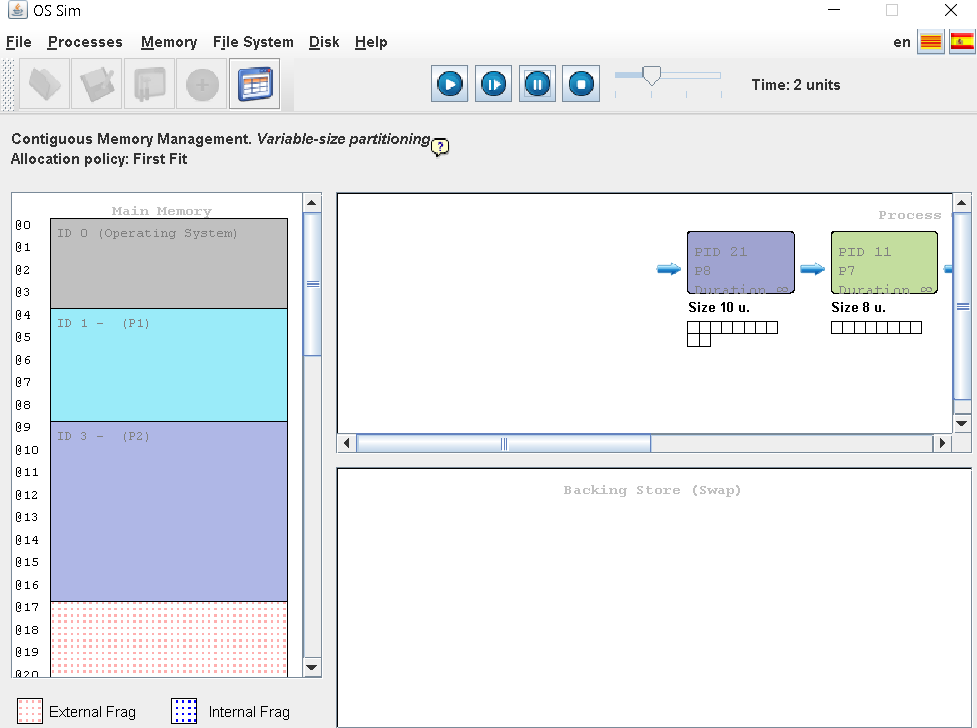 OS Sim
File Processes Memory File System Disk Help en
Time: 2 units
Contiguous Memory Management. Variable-size partitioning
?
Allocation policy: First Fit
Main Memory
@0
ID 0 (Operating System)
@1
@2
@3
@4
ID 1 - (P1)
@5
@6
@7
@8
@9
ID 3 - (P2)
@10
@11
@12
@13
@14
@15
@16
@17
@18
@19
@20
External Frag
Internal Frag
Process
PID 21
P8
Duration ∞
Size 10 u.
PID 11
P7
Duration ∞
Size 8 u.
Backing Store (Swap)